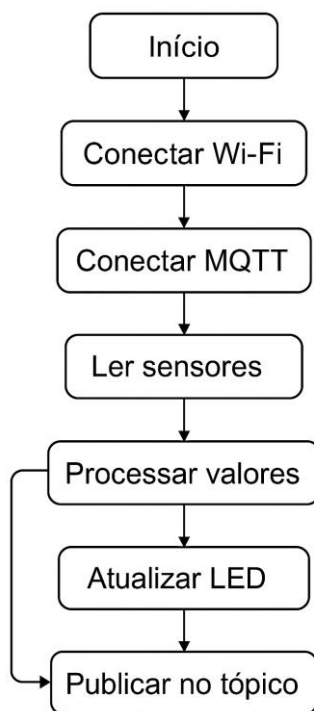 Início
Conectar Wi-Fi
Conectar MQTT
Ler sensores
Processar valores
Atualizar LED
Publicar no tópico